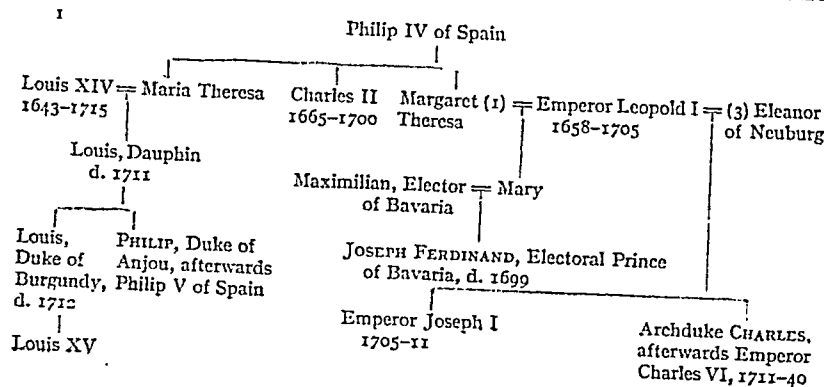 1
Philip IV of Spain
Louis XIV = Maria Theresa
1643–1715
Charles II
1665–1700
Margaret (1) = Emperor Leopold I = (3) Eleanor
Theresa
1658–1705
of Neuburg
Louis, Dauphin
d. 1711
Maximilian, Elector = Mary
of Bavaria
Louis,
Duke of
Burgundy,
d. 1712
PHILIP, Duke of
Anjou, afterwards
Philip V of Spain
JOSEPH FERDINAND, Electoral Prince
of Bavaria, d. 1699
Louis XV
Emperor Joseph I
1705–11
Archduke CHARLES,
afterwards Emperor
Charles VI, 1711–40